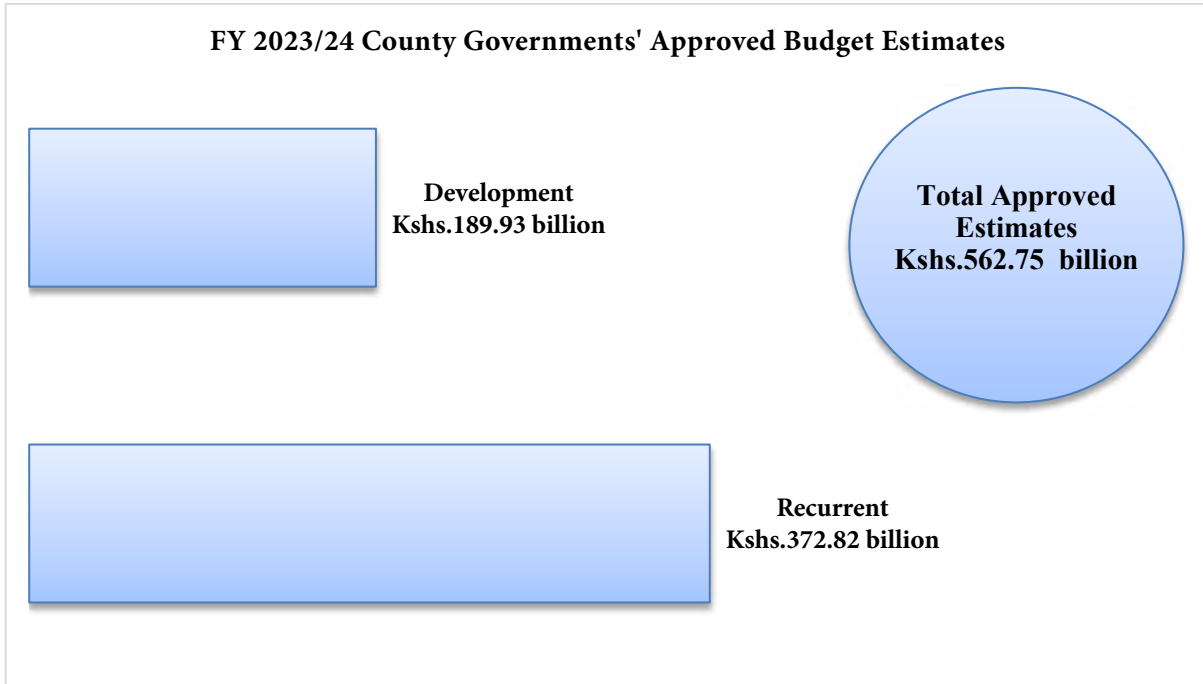 FY 2023/24 County Governments' Approved Budget Estimates
Development
Kshs.189.93 billion
Total Approved
Estimates
Kshs.562.75 billion
Recurrent
Kshs.372.82 billion